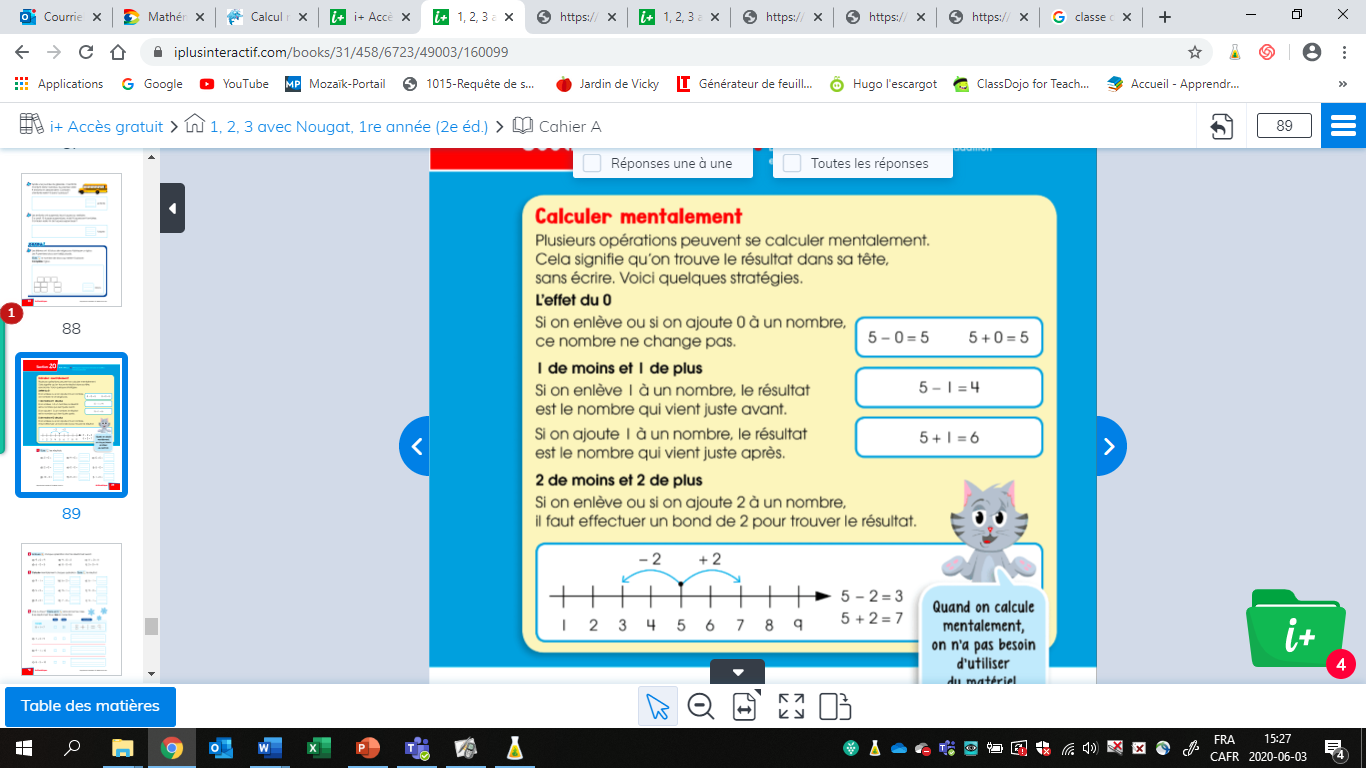 Courrie
Mathén
Calcul r
i+ Accè
1, 2, 3 a
https://
1, 2, 3 a
https://
https://
https://
classe c
iplusinteractif.com/books/31/458/6723/49003/160099
Applications
Google
YouTube
Mozaïk-Portail
1015-Requête de s...
Jardin de Vicky
Générateur de feuill...
Hugo l'escargot
ClassDojo for Teach...
Accueil - Apprendr...
»
i+ Accès gratuit > 1, 2, 3 avec Nougat, 1re année (2e éd.) > Cahier A
89
Réponses une à une
Toutes les réponses
Calculer mentalement
Plusieurs opérations peuvent se calculer mentalement.
Cela signifie qu'on trouve le résultat dans sa tête,
sans écrire. Voici quelques stratégies.
L'effet du 0
Si on enlève ou si on ajoute 0 à un nombre,
ce nombre ne change pas.
5 – 0 = 5 5 + 0 = 5
1 de moins et 1 de plus
Si on enlève 1 à un nombre, le résultat
est le nombre qui vient juste avant.
5 – 1 = 4
Si on ajoute 1 à un nombre, le résultat
est le nombre qui vient juste après.
5 + 1 = 6
2 de moins et 2 de plus
Si on enlève ou si on ajoute 2 à un nombre,
il faut effectuer un bond de 2 pour trouver le résultat.
– 2 + 2
1 2 3 4 5 6 7 8 9
5 – 2 = 3
5 + 2 = 7
Quand on calcule
mentalement,
on n'a pas besoin
d'utiliser
du matériel
88
1
Section 20
Calculer mentalement
89
i+
4
Table des matières
FRA
CAFR
15:27
2020-06-03
4